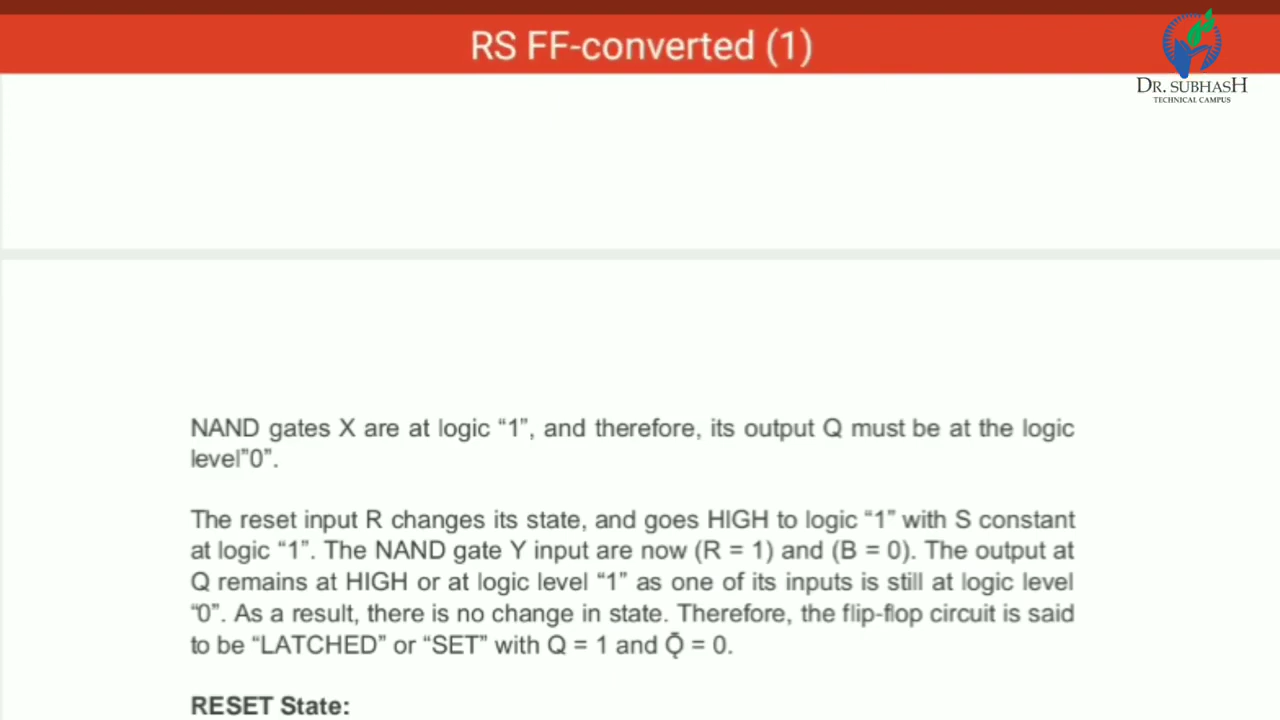 RS FF-converted (1)
DR. SUBHASH
TECHNICAL CAMPUS
NAND gates X are at logic “1”, and therefore, its output Q must be at the logic
level”0”.
The reset input R changes its state, and goes HIGH to logic “1” with S constant
at logic “1”. The NAND gate Y input are now (R = 1) and (B = 0). The output at
Q remains at HIGH or at logic level “1” as one of its inputs is still at logic level
“0”. As a result, there is no change in state. Therefore, the flip-flop circuit is said
to be “LATCHED” or “SET” with Q = 1 and Q̄ = 0.
RESET State: